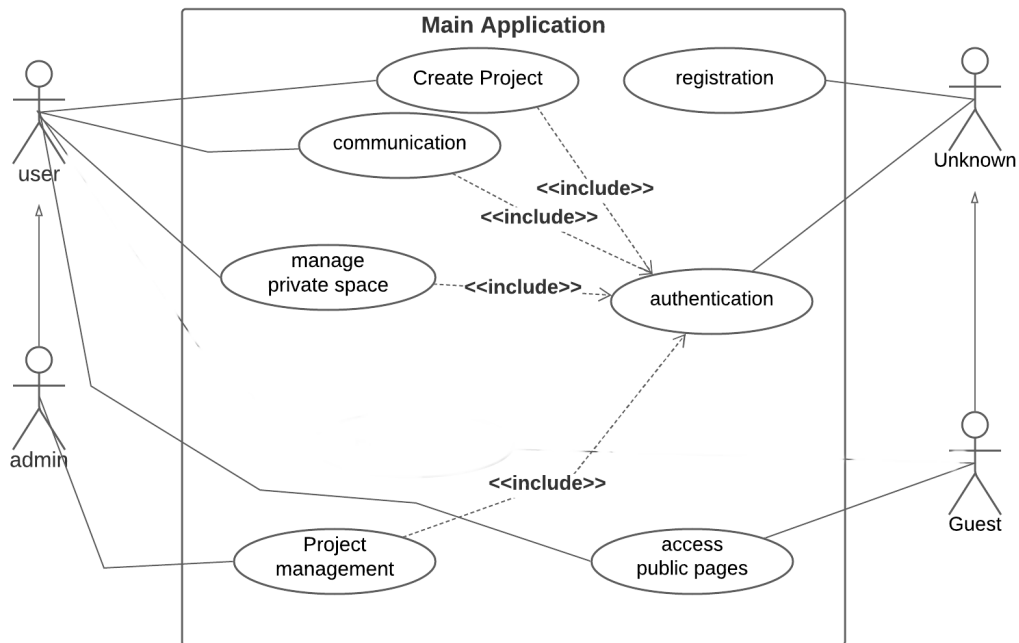 Main Application
Create Project
registration
communication
user
Unknown
<<include>>
<<include>>
manage
private space
<<include>>
authentication
admin
<<include>>
Guest
Project
management
access
public pages